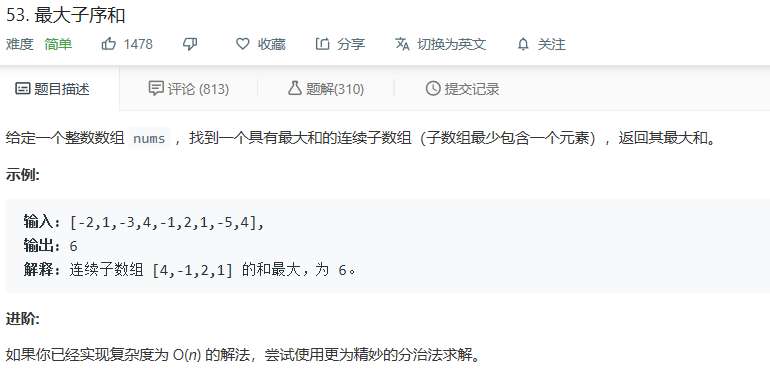 53. 最大子序和
难度 简单 1478 收藏 分享 切换为英文 关注
题目描述 评论 (813) 题解(310) 提交记录
给定一个整数数组 nums ，找到一个具有最大和的连续子数组（子数组最少包含一个元素），返回其最大和。
示例:
输入: [-2,1,-3,4,-1,2,1,-5,4],
输出: 6
解释: 连续子数组 [4,-1,2,1] 的和最大，为 6。
进阶:
如果你已经实现复杂度为 O(n) 的解法，尝试使用更为精妙的分治法求解。